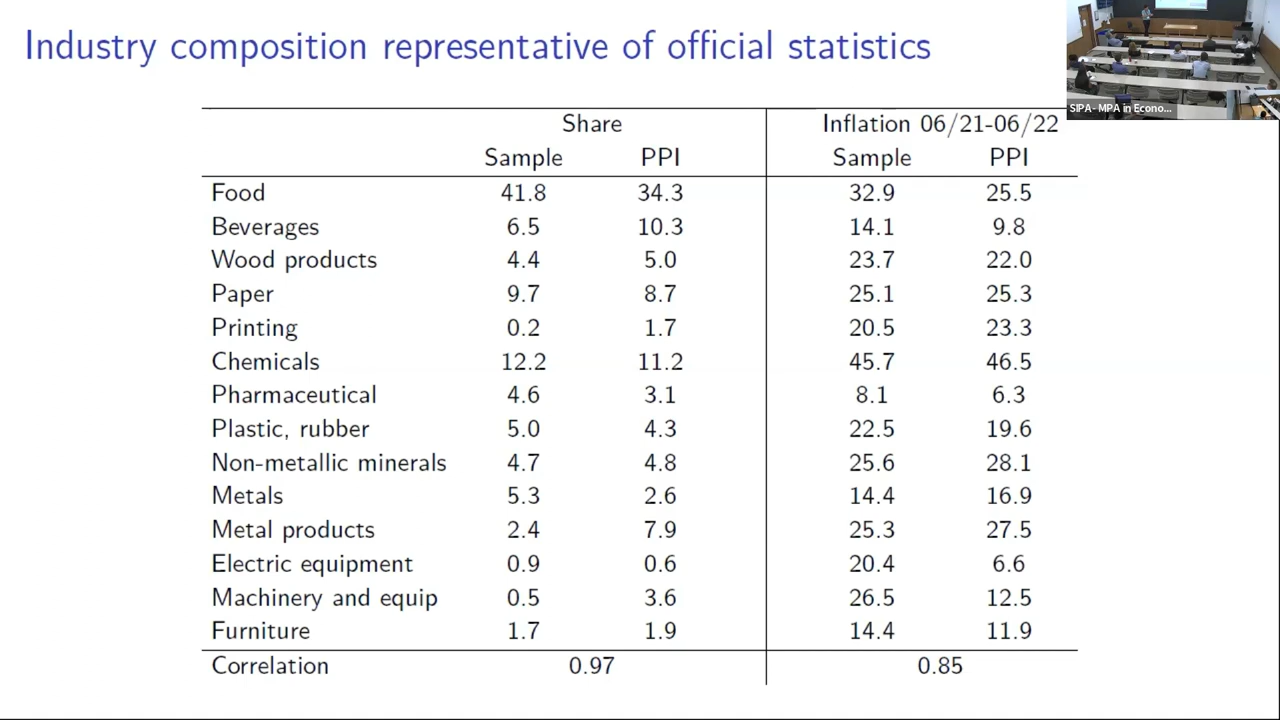 Industry composition representative of official statistics
SIPA- MPA in Econo...
Share Inflation 06/21-06/22
Sample PPI Sample PPI
Food 41.8 34.3 32.9 25.5
Beverages 6.5 10.3 14.1 9.8
Wood products 4.4 5.0 23.7 22.0
Paper 9.7 8.7 25.1 25.3
Printing 0.2 1.7 20.5 23.3
Chemicals 12.2 11.2 45.7 46.5
Pharmaceutical 4.6 3.1 8.1 6.3
Plastic, rubber 5.0 4.3 22.5 19.6
Non-metallic minerals 4.7 4.8 25.6 28.1
Metals 5.3 2.6 14.4 16.9
Metal products 2.4 7.9 25.3 27.5
Electric equipment 0.9 0.6 20.4 6.6
Machinery and equip 0.5 3.6 26.5 12.5
Furniture 1.7 1.9 14.4 11.9
Correlation 0.97 0.85